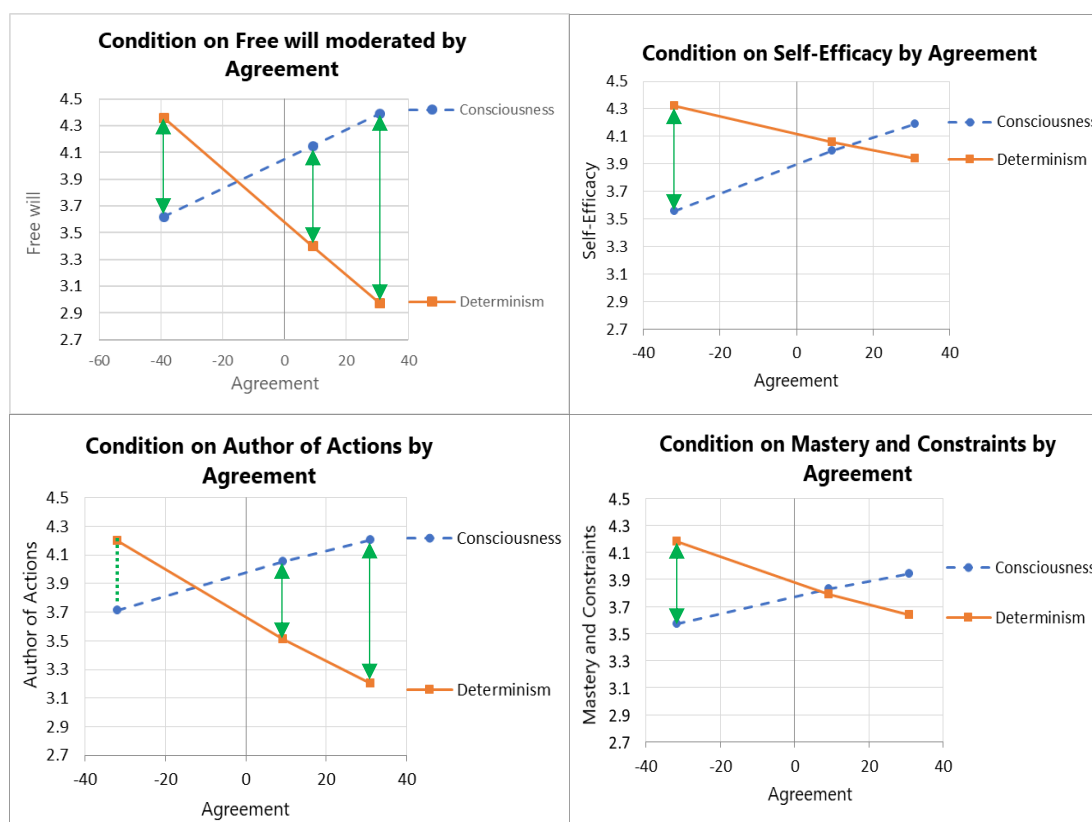 Condition on Free will moderated by
Agreement
4.5
4.3
4.1
3.9
3.7
3.5
3.3
3.1
2.9
2.7
-60
-40
-20
0
20
40
Free will
Agreement
Consciousness
Determinism
Condition on Self-Efficacy by Agreement
4.5
4.3
4.1
3.9
3.7
3.5
3.3
3.1
2.9
2.7
-40
-20
0
20
40
Self-Efficacy
Agreement
Consciousness
Determinism
Condition on Author of Actions by
Agreement
4.5
4.3
4.1
3.9
3.7
3.5
3.3
3.1
2.9
2.7
-40
-20
0
20
40
Author of Actions
Agreement
Consciousness
Determinism
Condition on Mastery and Constraints by
Agreement
4.5
4.3
4.1
3.9
3.7
3.5
3.3
3.1
2.9
2.7
-40
-20
0
20
40
Mastery and Constraints
Agreement
Consciousness
Determinism